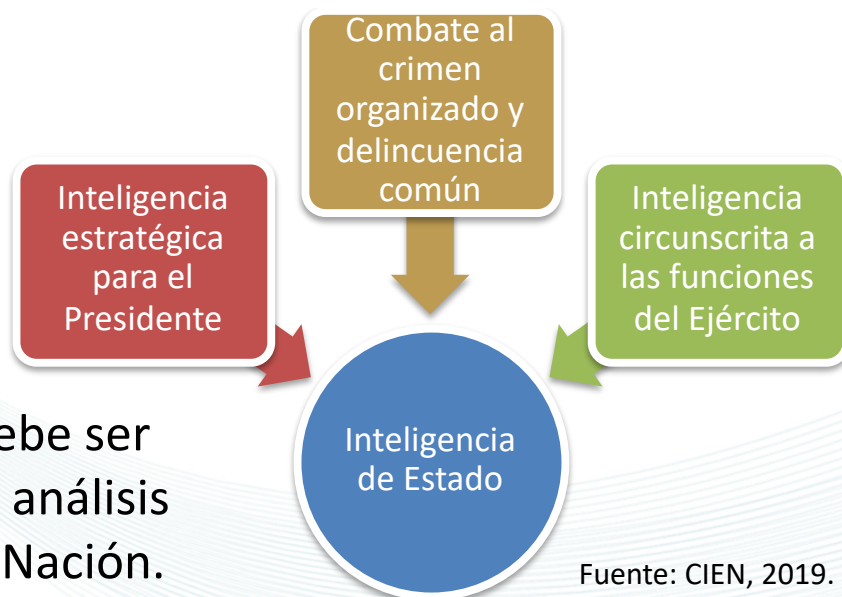 Combate al
crimen
organizado y
delincuencia
común
Inteligencia
estratégica
para el
Presidente
Inteligencia
circunscrita a
las funciones
del Ejército
Inteligencia
de Estado
ebe ser
análisis
Nación.
Fuente: CIEN, 2019.